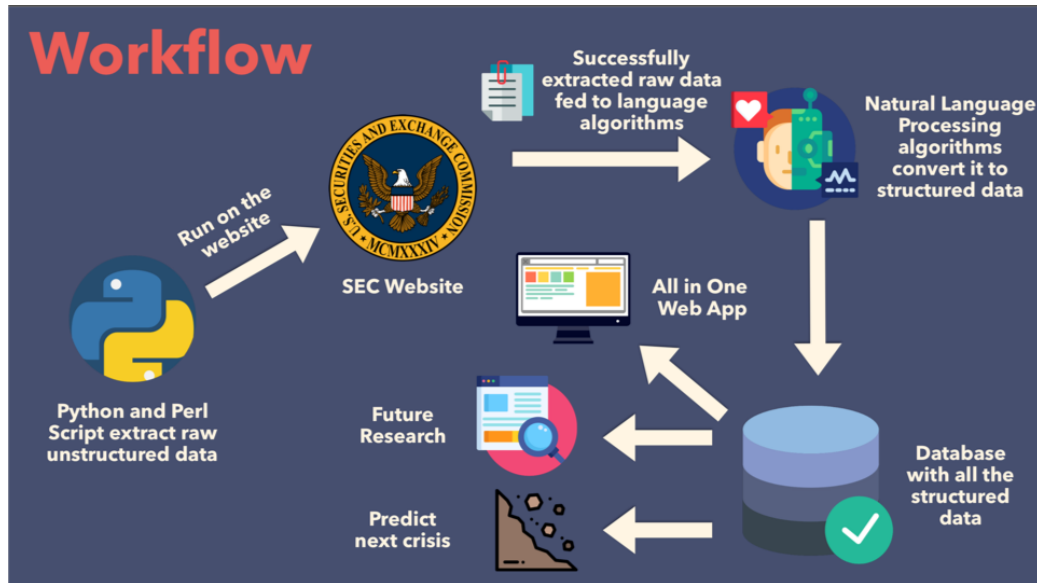 Workflow
Successfully
extracted raw data
fed to language
algorithms
Natural Language
Processing
algorithms
convert it to
structured data
U.S. SECURITIES AND EXCHANGE COMMISSION
MCMXXXIV
Run on the
website
SEC Website
All in One
Web App
Python and Perl
Script extract raw
unstructured data
Future
Research
Database
with all the
structured
data
Predict
next crisis